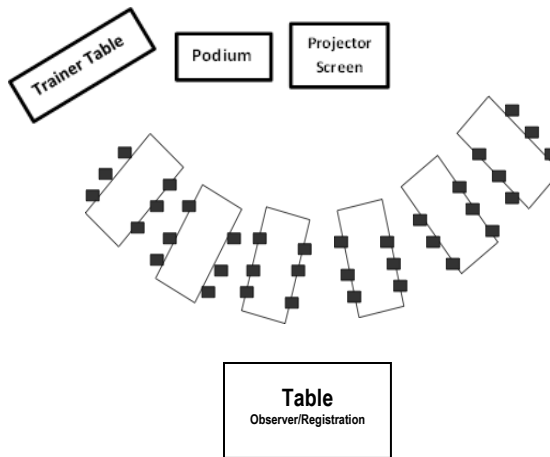 Trainer Table
Podium
Projector
Screen
Table
Observer/Registration